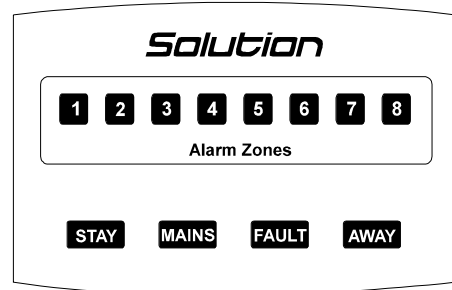 Solution
1 2 3 4 5 6 7 8
Alarm Zones
STAY MAINS FAULT AWAY